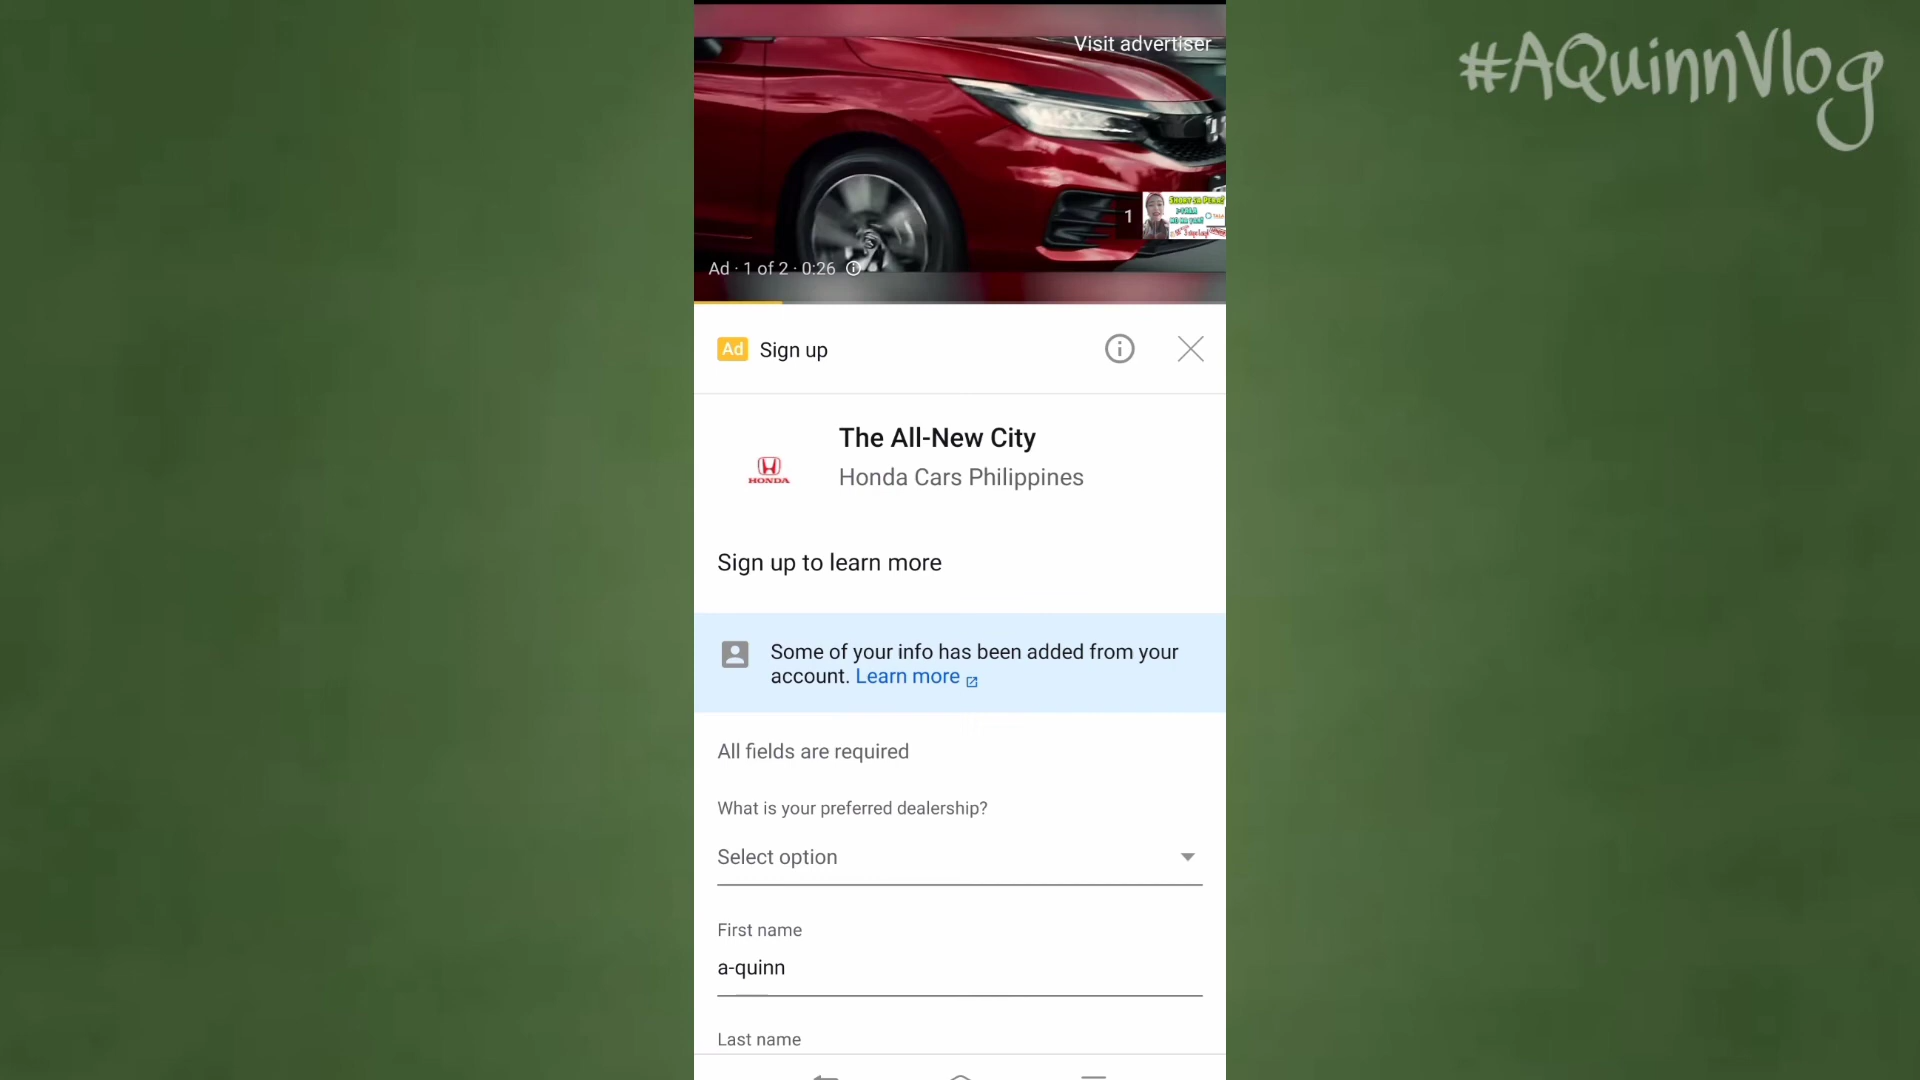 #AQuinnVlog
Visit advertiser
1
TALA
Ad · 1 of 2 · 0:26
Ad Sign up
The All-New City
HONDA
Honda Cars Philippines
Sign up to learn more
Some of your info has been added from your
account. Learn more
All fields are required
What is your preferred dealership?
Select option
First name
a-quinn
Last name